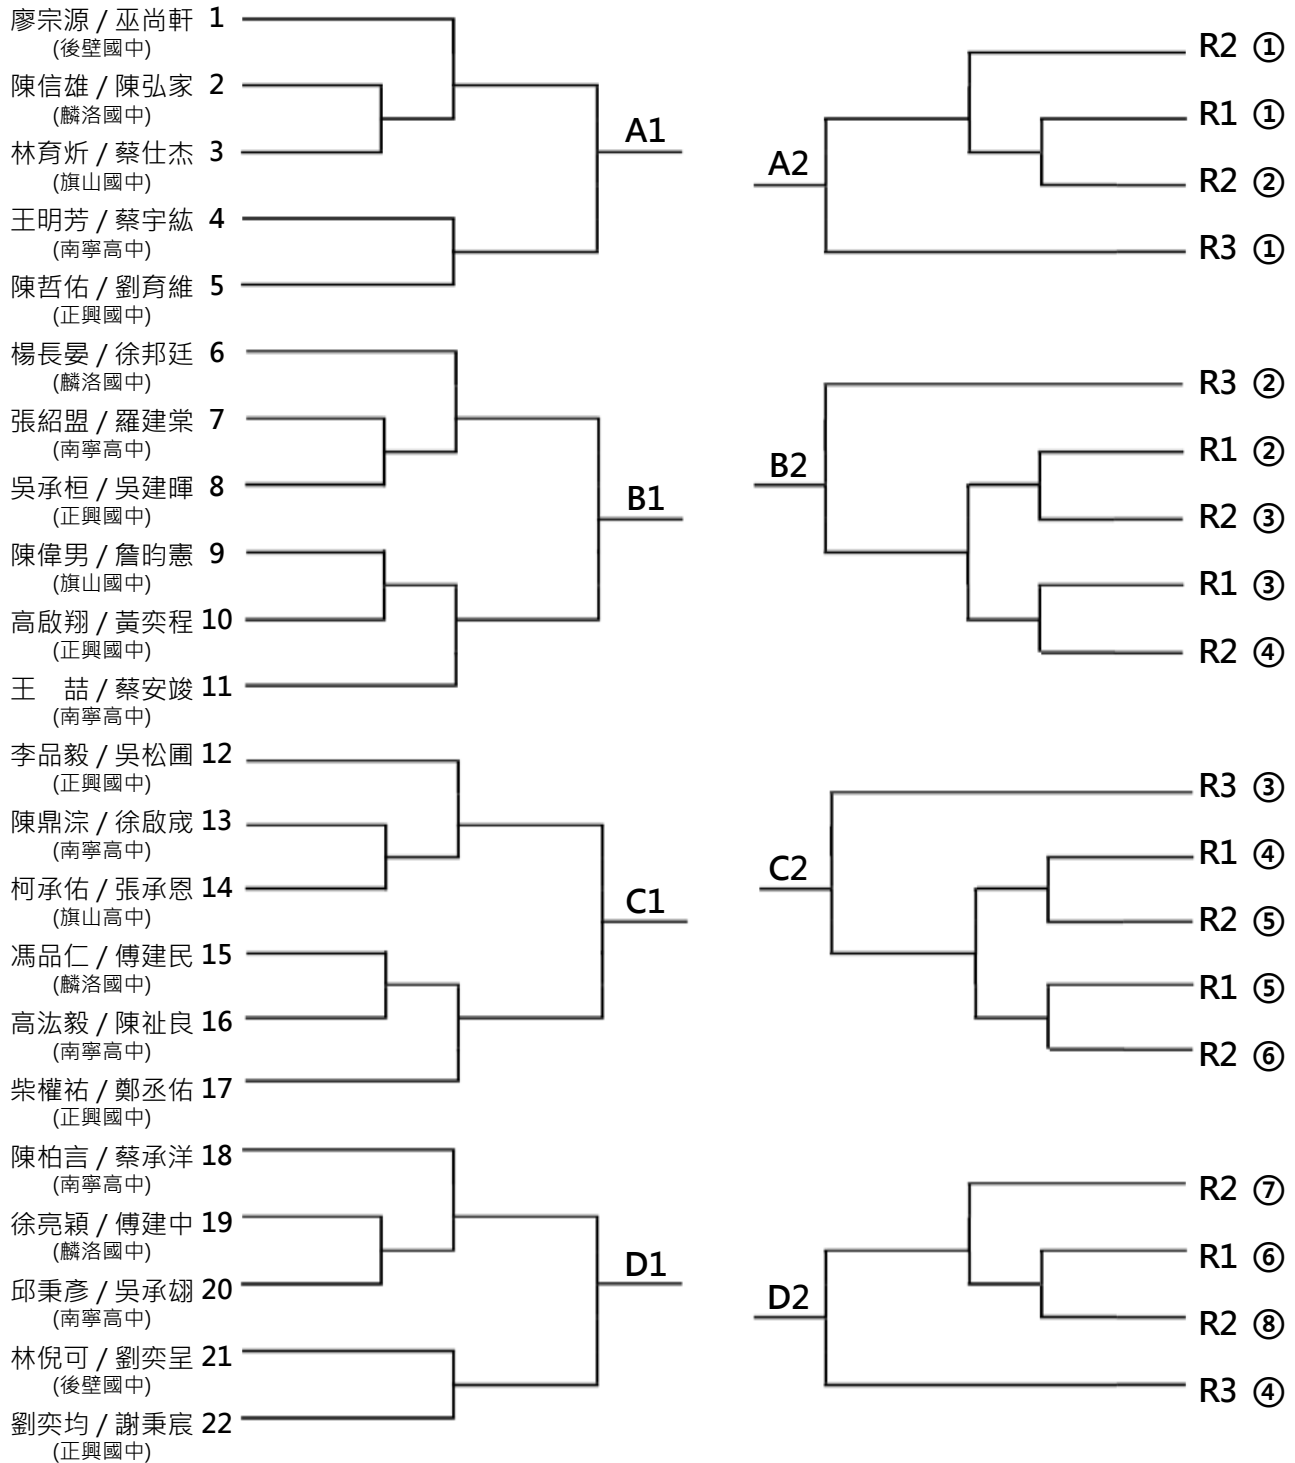 廖宗源 / 巫尚軒 1
(後壁國中)
陳信雄 / 陳弘家 2
(麟洛國中)
林育炘 / 蔡仕杰 3
(旗山國中)
王明芳 / 蔡宇紘 4
(南寧高中)
陳哲佑 / 劉育維 5
(正興國中)
A1
楊長晏 / 徐邦廷 6
(麟洛國中)
張紹盟 / 羅建棠 7
(南寧高中)
吳承桓 / 吳建暉 8
(正興國中)
陳偉男 / 詹昀憲 9
(旗山國中)
高啟翔 / 黃奕程 10
(正興國中)
王　喆 / 蔡安竣 11
(南寧高中)
B1
李品毅 / 吳松圃 12
(正興國中)
陳鼎淙 / 徐啟宬 13
(南寧高中)
柯承佑 / 張承恩 14
(旗山高中)
馮品仁 / 傅建民 15
(麟洛國中)
高汯毅 / 陳祉良 16
(南寧高中)
柴權祐 / 鄭丞佑 17
(正興國中)
C1
陳柏言 / 蔡承洋 18
(南寧高中)
徐亮穎 / 傅建中 19
(麟洛國中)
邱秉彥 / 吳承翃 20
(南寧高中)
林倪可 / 劉奕呈 21
(後壁國中)
劉奕均 / 謝秉宸 22
(正興國中)
D1
A2
R2 ①
R1 ①
R2 ②
R3 ①
B2
R3 ②
R1 ②
R2 ③
R1 ③
R2 ④
C2
R3 ③
R1 ④
R2 ⑤
R1 ⑤
R2 ⑥
D2
R2 ⑦
R1 ⑥
R2 ⑧
R3 ④